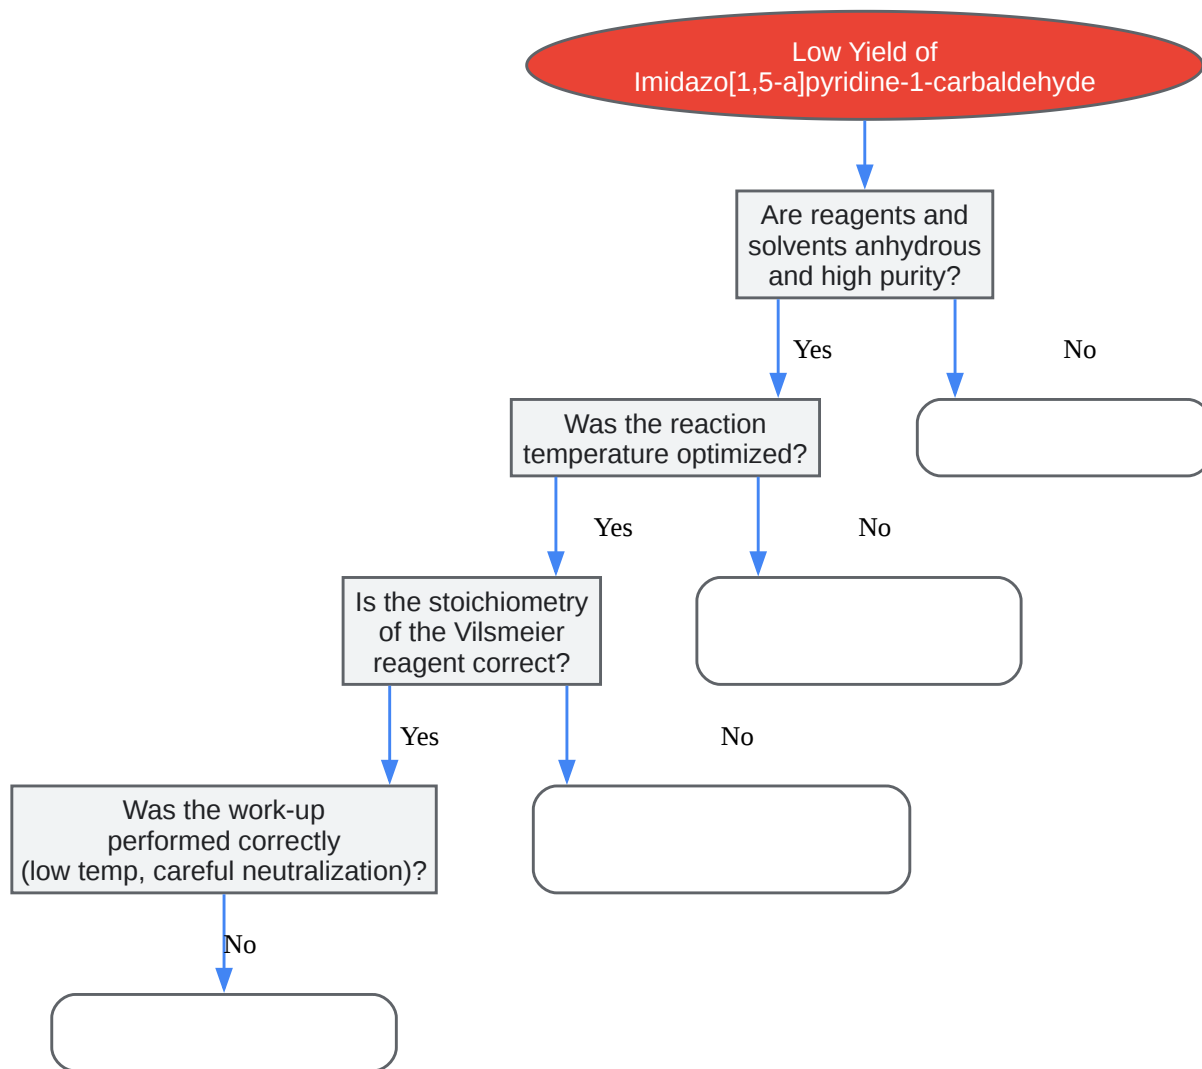 Low Yield of
Imidazo[1,5-a]pyridine-1-carbaldehyde
Are reagents and
solvents anhydrous
and high purity?
Yes
No
Was the reaction
temperature optimized?
Yes
No
Is the stoichiometry
of the Vilsmeier
reagent correct?
Yes
No
Was the work-up
performed correctly
(low temp, careful neutralization)?
No